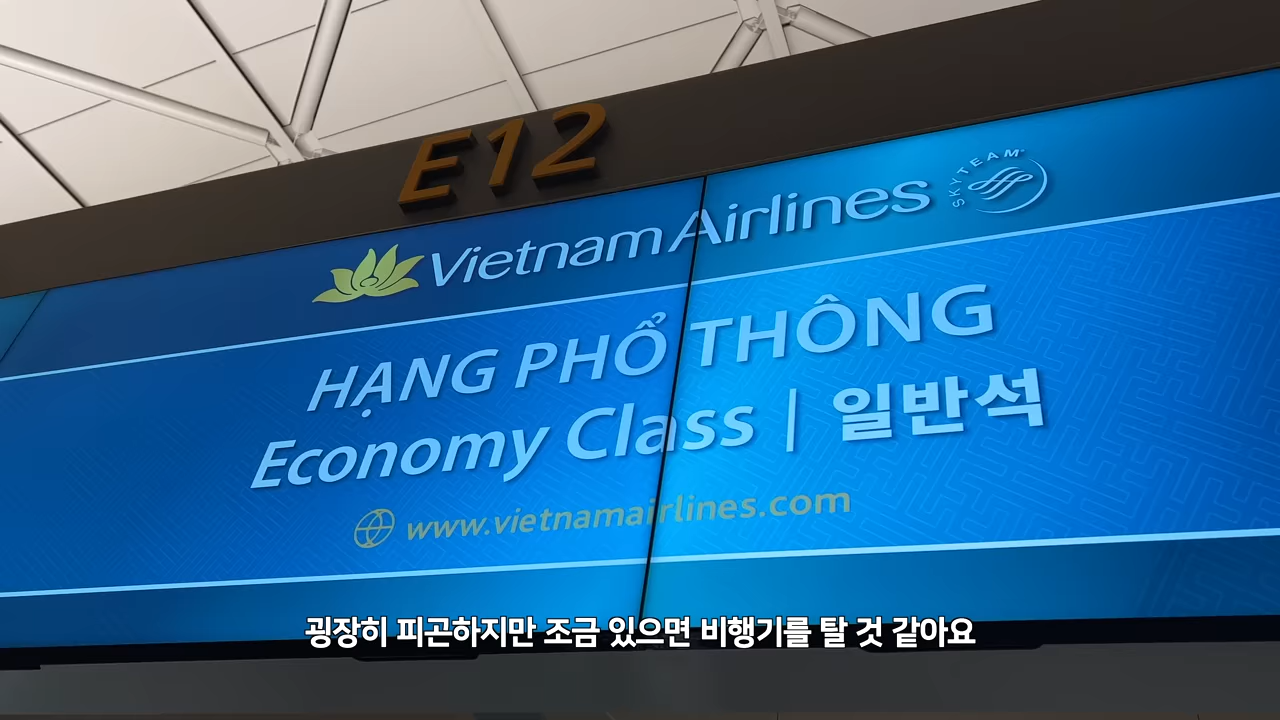 E12
Vietnam Airlines
SKYTEAM
HẠNG PHỔ THÔNG
Economy Class | 일반석
www.vietnamairlines.com
굉장히 피곤하지만 조금 있으면 비행기를 탈 것 같아요